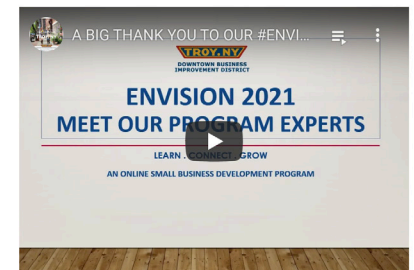 A BIG THANK YOU TO OUR #ENVI...
TROY.NY
DOWNTOWN BUSINESS
IMPROVEMENT DISTRICT
ENVISION 2021
MEET OUR PROGRAM EXPERTS
LEARN . CONNECT . GROW
AN ONLINE SMALL BUSINESS DEVELOPMENT PROGRAM